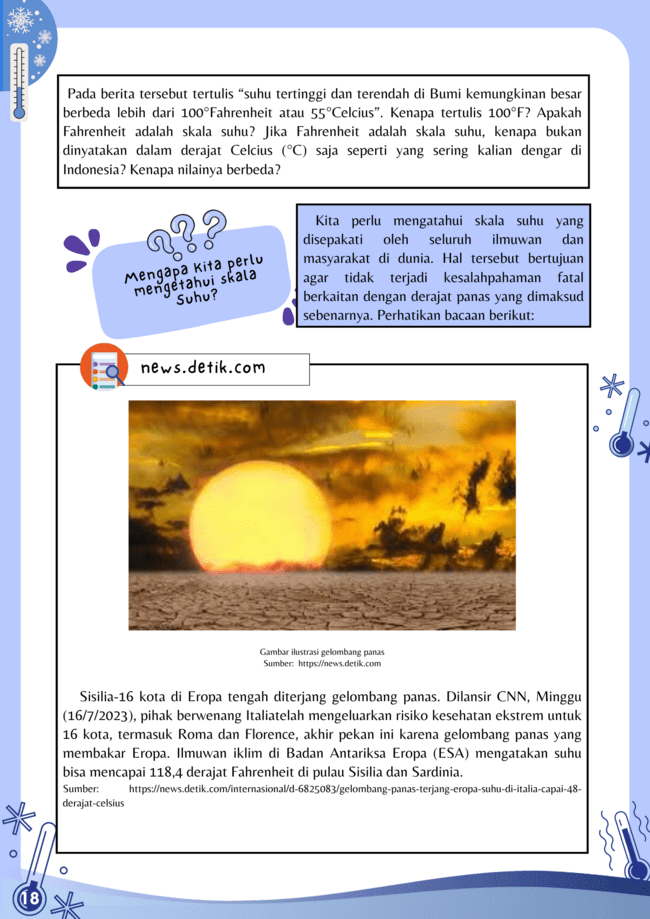 Pada berita tersebut tertulis “suhu tertinggi dan terendah di Bumi kemungkinan besar
berbeda lebih dari 100°Fahrenheit atau 55°Celcius”. Kenapa tertulis 100°F? Apakah
Fahrenheit adalah skala suhu? Jika Fahrenheit adalah skala suhu, kenapa bukan
dinyatakan dalam derajat Celcius (°C) saja seperti yang sering kalian dengar di
Indonesia? Kenapa nilainya berbeda?
???
Mengapa Kita perlu
mengetahui skala
Suhu?
Kita perlu mengatahui skala suhu yang
disepakati oleh seluruh ilmuwan dan
masyarakat di dunia. Hal tersebut bertujuan
agar tidak terjadi kesalahpahaman fatal
berkaitan dengan derajat panas yang dimaksud
sebenarnya. Perhatikan bacaan berikut:
news.detik.com
Gambar ilustrasi gelombang panas
Sumber: https://news.detik.com
Sisilia-16 kota di Eropa tengah diterjang gelombang panas. Dilansir CNN, Minggu
(16/7/2023), pihak berwenang Italiatelah mengeluarkan risiko kesehatan ekstrem untuk
16 kota, termasuk Roma dan Florence, akhir pekan ini karena gelombang panas yang
membakar Eropa. Ilmuwan iklim di Badan Antariksa Eropa (ESA) mengatakan suhu
bisa mencapai 118,4 derajat Fahrenheit di pulau Sisilia dan Sardinia.
Sumber: https://news.detik.com/internasional/d-6825083/gelombang-panas-terjang-eropa-suhu-di-italia-capai-48-
derajat-celsius
18